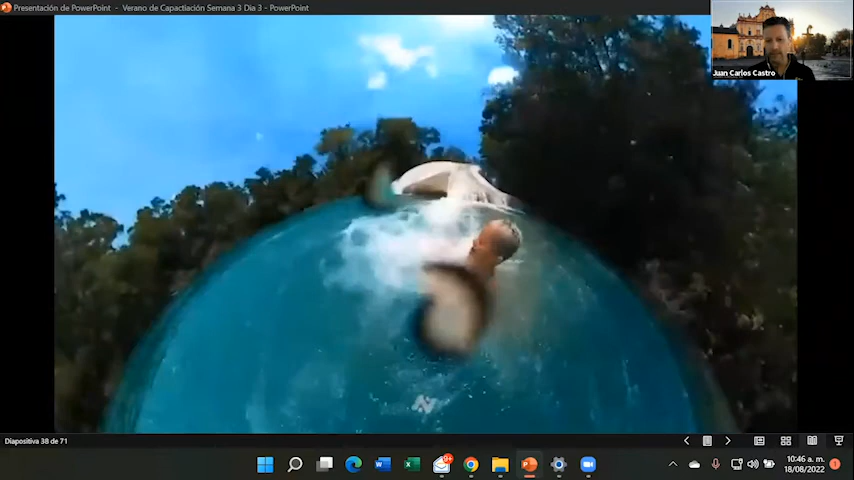 Presentación de PowerPoint - Verano de Capactiación Semana 3 Dia 3 - PowerPoint
Juan Carlos Castro
Diapositiva 38 de 71
10:46 a. m.
18/08/2022